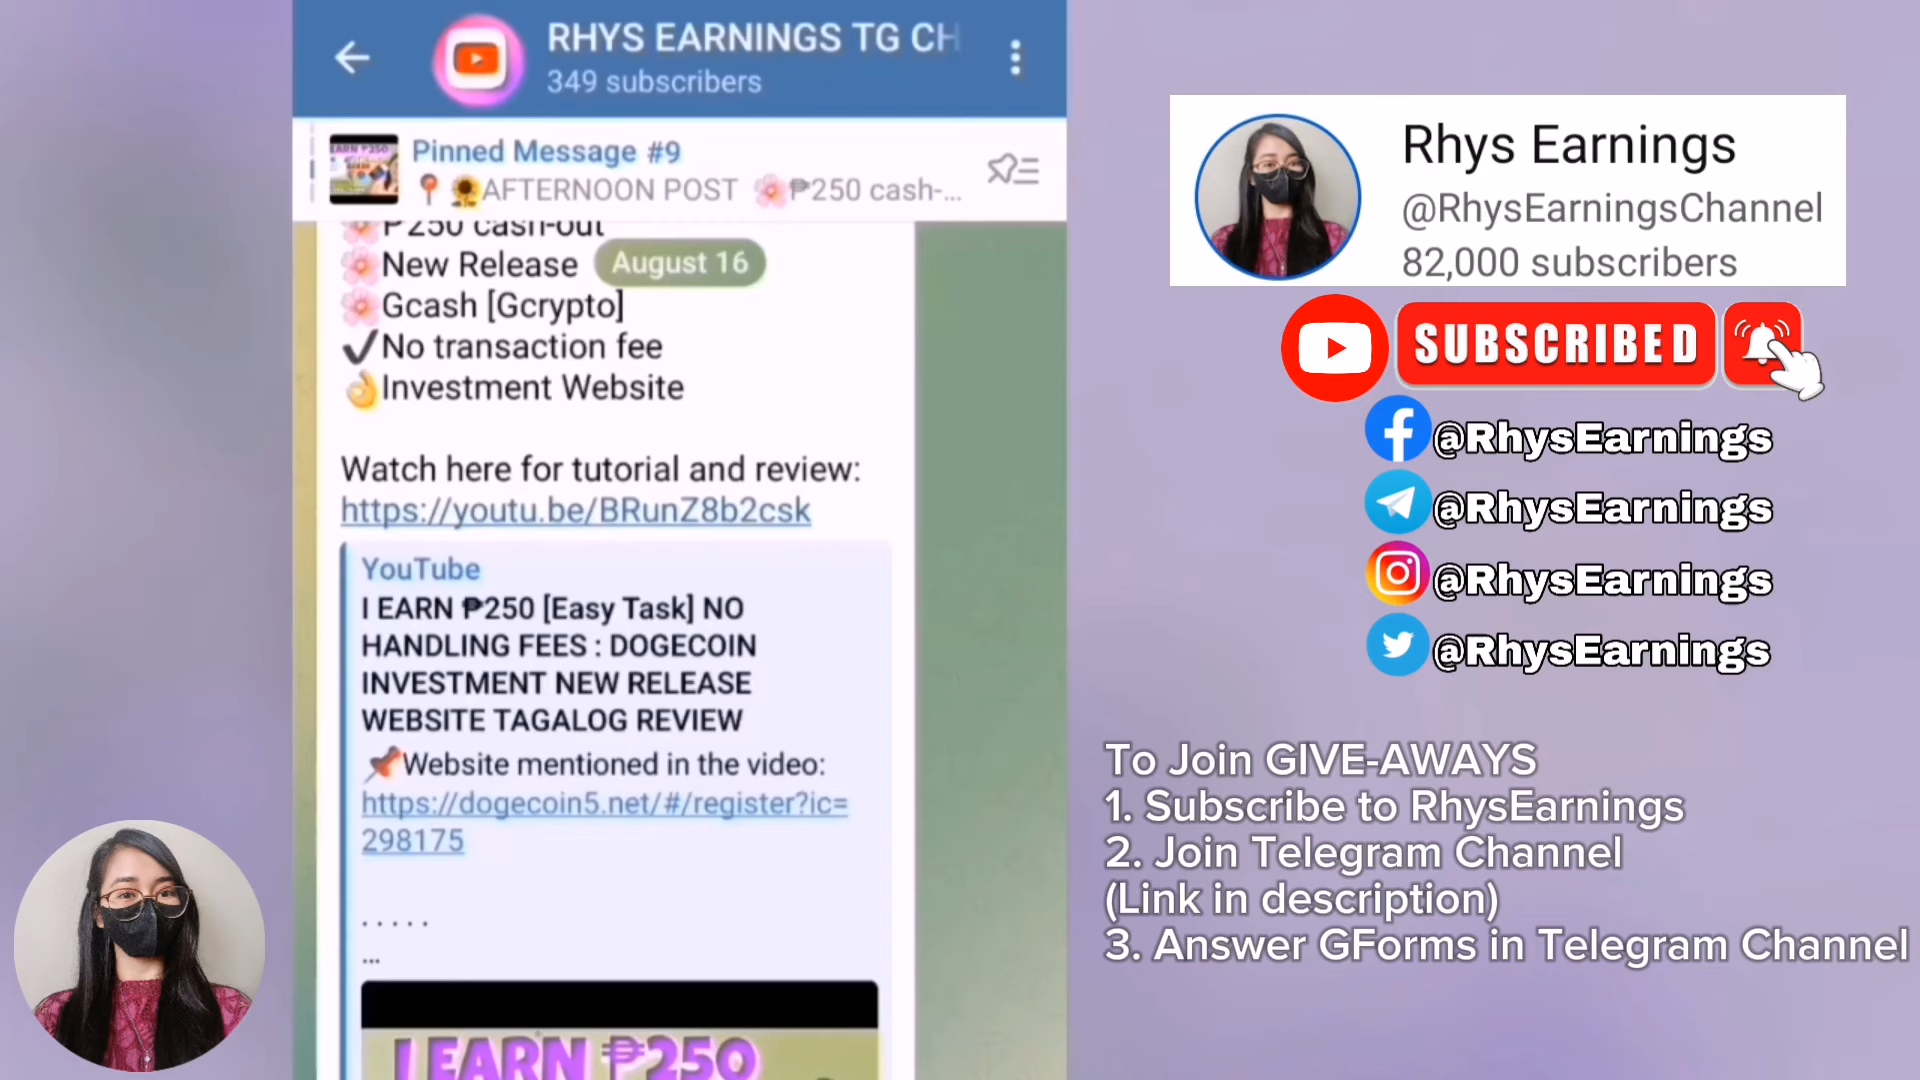 RHYS EARNINGS TG CH
349 subscribers
Pinned Message #9
📍🌻AFTERNOON POST 🌸₱250 cash-...
🌸₱250 cash-out
🌸New Release
August 16
🌸Gcash [Gcrypto]
✔No transaction fee
👌Investment Website
Watch here for tutorial and review:
https://youtu.be/BRunZ8b2csk
YouTube
I EARN ₱250 [Easy Task] NO
HANDLING FEES : DOGECOIN
INVESTMENT NEW RELEASE
WEBSITE TAGALOG REVIEW
📌Website mentioned in the video:
https://dogecoin5.net/#/register?ic=
298175
. . . . .
...
I EARN ₱250
Rhys Earnings
@RhysEarningsChannel
82,000 subscribers
SUBSCRIBED
@RhysEarnings
@RhysEarnings
@RhysEarnings
@RhysEarnings
To Join GIVE-AWAYS
1. Subscribe to RhysEarnings
2. Join Telegram Channel
(Link in description)
3. Answer GForms in Telegram Channel